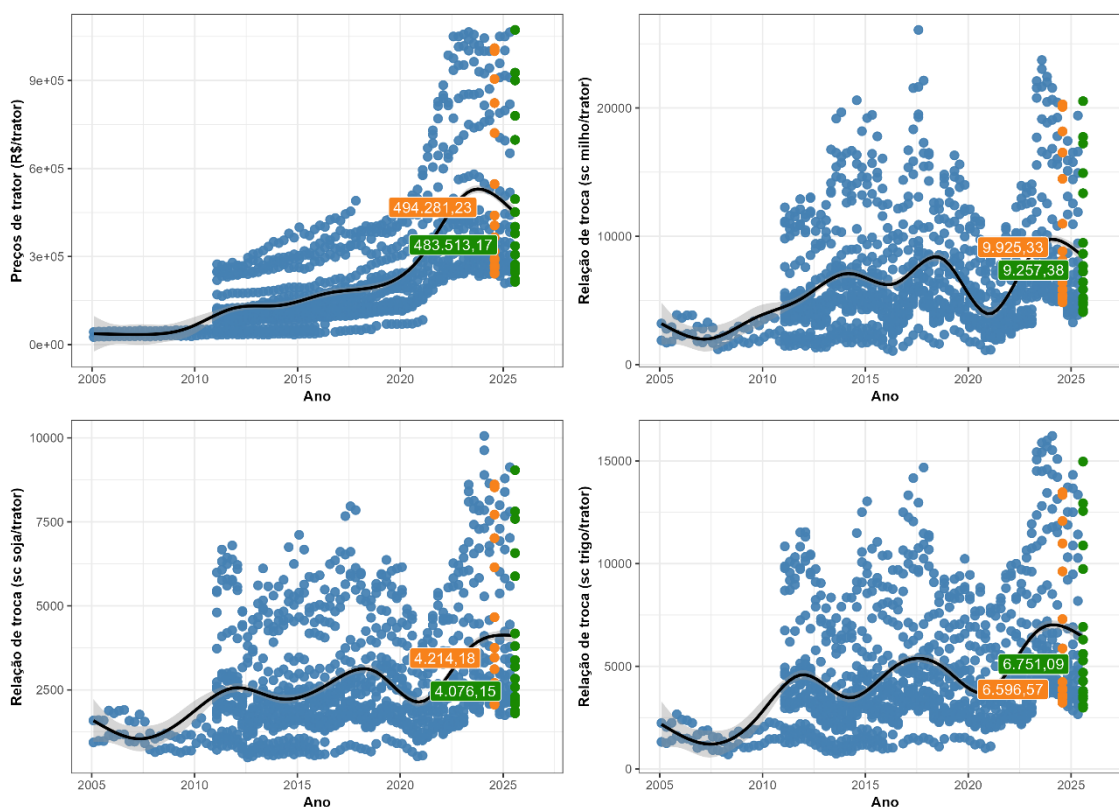 Preços de trator (R$/trator)
9e+05
6e+05
3e+05
0e+00
494.281,23
483.513,17
2005 2010 2015 2020 2025
Ano
Relação de troca (sc milho/trator)
20000
10000
0
9.925,33
9.257,38
2005 2010 2015 2020 2025
Ano
Relação de troca (sc soja/trator)
10000
7500
5000
2500
4.214,18
4.076,15
2005 2010 2015 2020 2025
Ano
Relação de troca (sc trigo/trator)
15000
10000
5000
0
6.751,09
6.596,57
2005 2010 2015 2020 2025
Ano